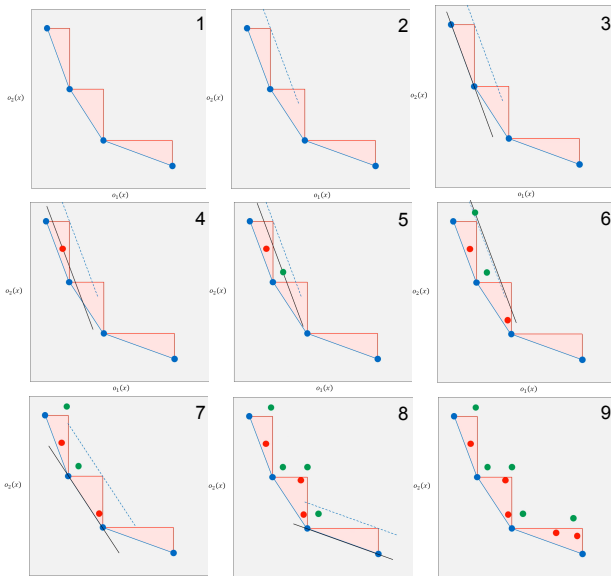 1
2
3
o₂(x)
o₂(x)
o₂(x)
o₁(x)
o₁(x)
o₁(x)
4
5
6
o₂(x)
o₂(x)
o₂(x)
o₁(x)
o₁(x)
o₁(x)
7
8
9
o₂(x)
o₂(x)
o₂(x)